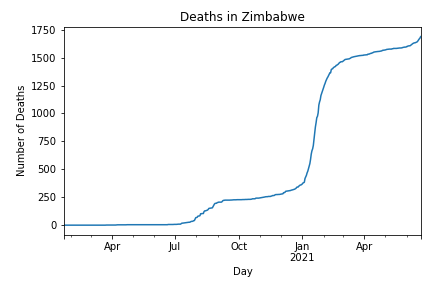 Deaths in Zimbabwe
1750
1500
1250
1000
750
500
250
0
Number of Deaths
Apr
Jul
Oct
Jan
2021
Apr
Day